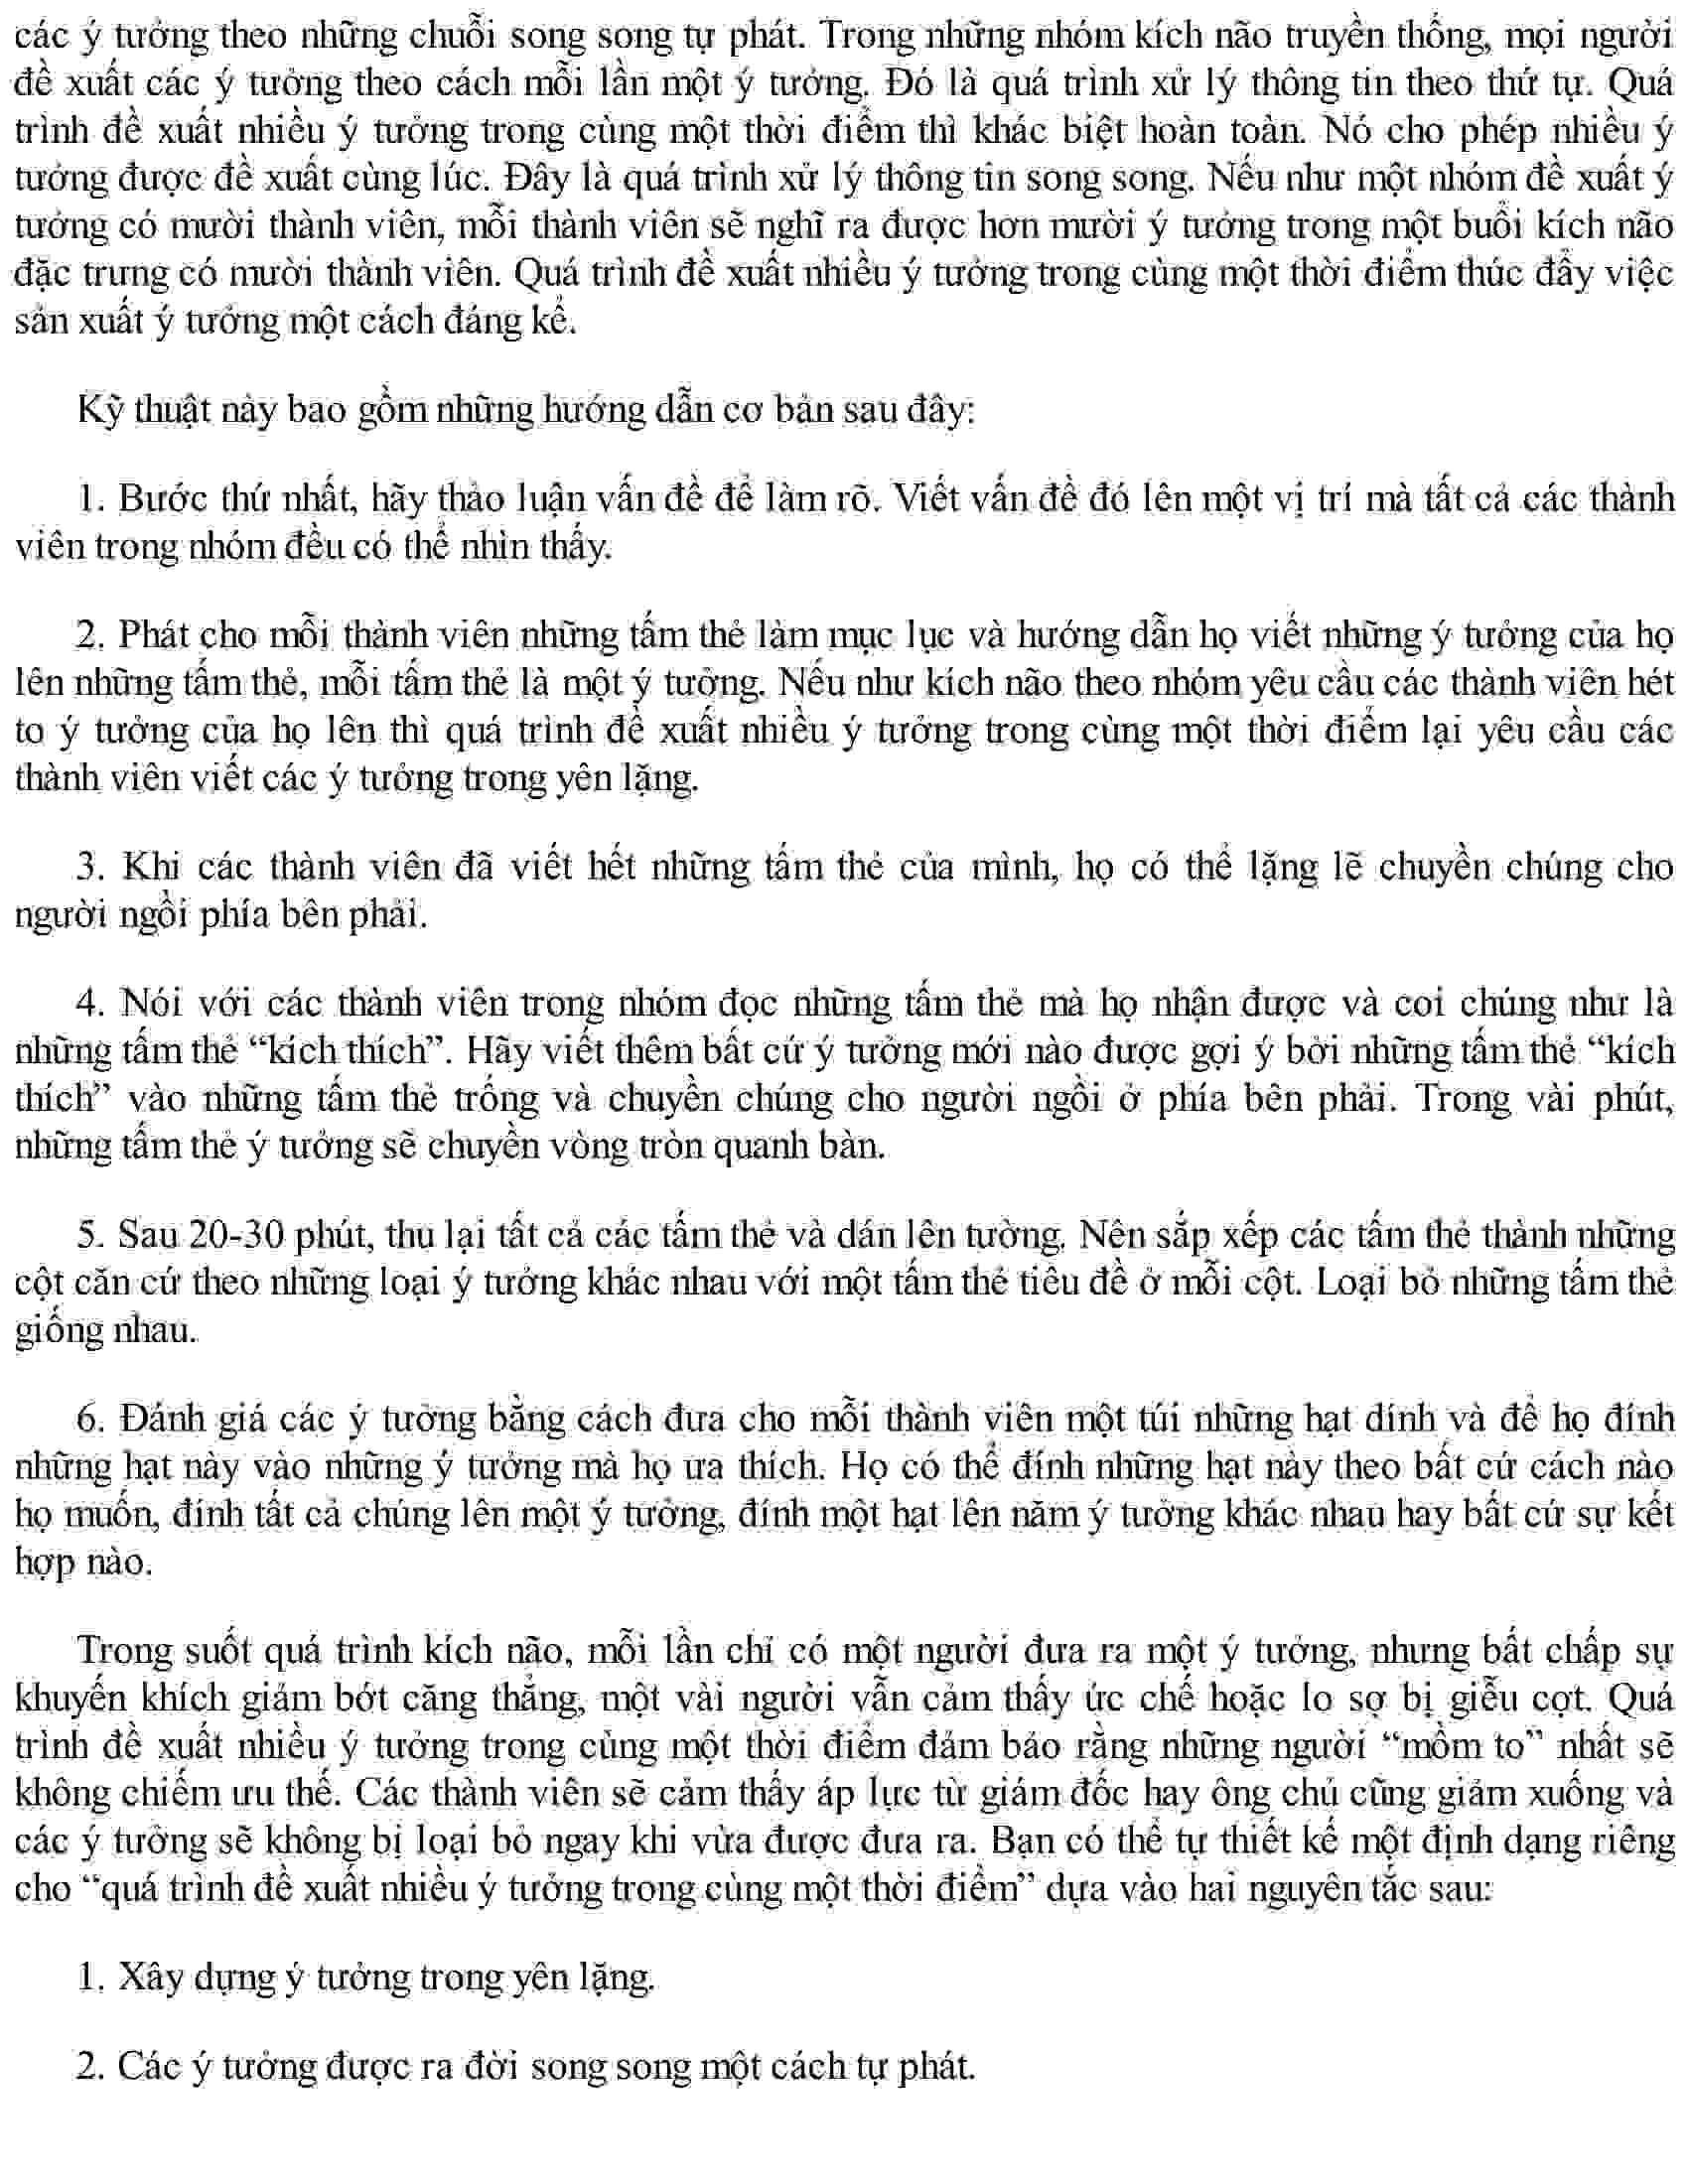 các ý tưởng theo những chuỗi song song tự phát. Trong những nhóm kích não truyền thống, mọi người
đề xuất các ý tưởng theo cách mỗi lần một ý tưởng. Đó là quá trình xử lý thông tin theo thứ tự. Quá
trình đề xuất nhiều ý tưởng trong cùng một thời điểm thì khác biệt hoàn toàn. Nó cho phép nhiều ý
tưởng được đề xuất cùng lúc. Đây là quá trình xử lý thông tin song song. Nếu như một nhóm đề xuất ý
tưởng có mười thành viên, mỗi thành viên sẽ nghĩ ra được hơn mười ý tưởng trong một buổi kích não
đặc trưng có mười thành viên. Quá trình đề xuất nhiều ý tưởng trong cùng một thời điểm thúc đẩy việc
sản xuất ý tưởng một cách đáng kể.
Kỹ thuật này bao gồm những hướng dẫn cơ bản sau đây:
1. Bước thứ nhất, hãy thảo luận vấn đề để làm rõ. Viết vấn đề đó lên một vị trí mà tất cả các thành
viên trong nhóm đều có thể nhìn thấy.
2. Phát cho mỗi thành viên những tấm thẻ làm mục lục và hướng dẫn họ viết những ý tưởng của họ
lên những tấm thẻ, mỗi tấm thẻ là một ý tưởng. Nếu như kích não theo nhóm yêu cầu các thành viên hét
to ý tưởng của họ lên thì quá trình đề xuất nhiều ý tưởng trong cùng một thời điểm lại yêu cầu các
thành viên viết các ý tưởng trong yên lặng.
3. Khi các thành viên đã viết hết những tấm thẻ của mình, họ có thể lặng lẽ chuyền chúng cho
người ngồi phía bên phải.
4. Nói với các thành viên trong nhóm đọc những tấm thẻ mà họ nhận được và coi chúng như là
những tấm thẻ “kích thích”. Hãy viết thêm bất cứ ý tưởng mới nào được gợi ý bởi những tấm thẻ “kích
thích” vào những tấm thẻ trống và chuyền chúng cho người ngồi ở phía bên phải. Trong vài phút,
những tấm thẻ ý tưởng sẽ chuyền vòng tròn quanh bàn.
5. Sau 20-30 phút, thu lại tất cả các tấm thẻ và dán lên tường. Nên sắp xếp các tấm thẻ thành những
cột căn cứ theo những loại ý tưởng khác nhau với một tấm thẻ tiêu đề ở mỗi cột. Loại bỏ những tấm thẻ
giống nhau.
6. Đánh giá các ý tưởng bằng cách đưa cho mỗi thành viên một túi những hạt dính và để họ đính
những hạt này vào những ý tưởng mà họ ưa thích. Họ có thể đính những hạt này theo bất cứ cách nào
họ muốn, đính tất cả chúng lên một ý tưởng, đính một hạt lên năm ý tưởng khác nhau hay bất cứ sự kết
hợp nào.
Trong suốt quá trình kích não, mỗi lần chỉ có một người đưa ra một ý tưởng, nhưng bất chấp sự
khuyến khích giảm bớt căng thẳng, một vài người vẫn cảm thấy ức chế hoặc lo sợ bị giễu cợt. Quá
trình đề xuất nhiều ý tưởng trong cùng một thời điểm đảm bảo rằng những người “mồm to” nhất sẽ
không chiếm ưu thế. Các thành viên sẽ cảm thấy áp lực từ giám đốc hay ông chủ cũng giảm xuống và
các ý tưởng sẽ không bị loại bỏ ngay khi vừa được đưa ra. Bạn có thể tự thiết kế một định dạng riêng
cho “quá trình đề xuất nhiều ý tưởng trong cùng một thời điểm” dựa vào hai nguyên tắc sau:
1. Xây dựng ý tưởng trong yên lặng.
2. Các ý tưởng được ra đời song song một cách tự phát.